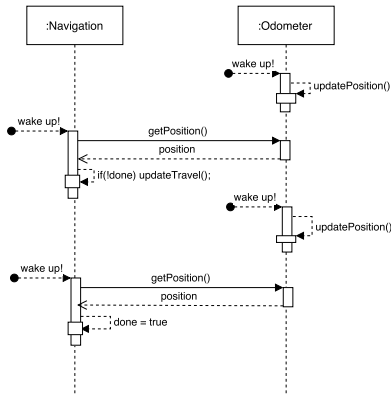 :Navigation
:Odometer
wake up!
updatePosition()
wake up!
getPosition()
position
if(!done) updateTravel();
wake up!
updatePosition()
wake up!
getPosition()
position
done = true